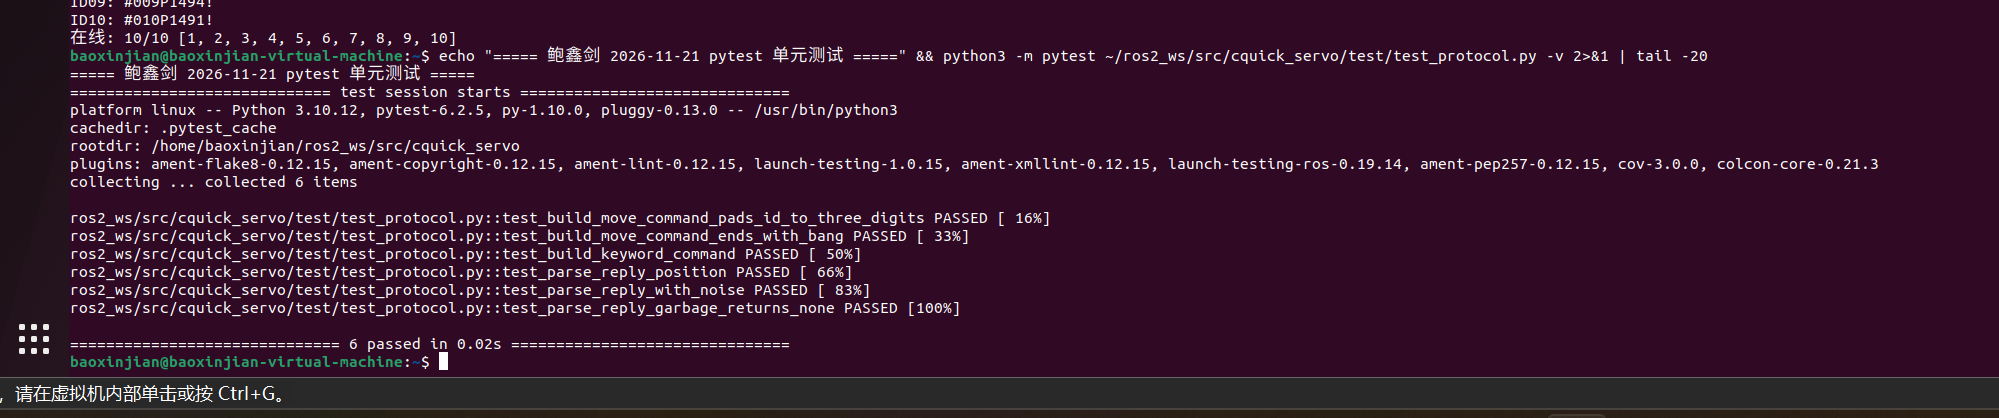 ID09: #009P1494!
ID10: #010P1491!
在线: 10/10 [1, 2, 3, 4, 5, 6, 7, 8, 9, 10]
baoxinjian@baoxinjian-virtual-machine:~$ echo "===== 鲍鑫剑 2026-11-21 pytest 单元测试 =====" && python3 -m pytest ~/ros2_ws/src/cquick_servo/test/test_protocol.py -v 2>&1 | tail -20
===== 鲍鑫剑 2026-11-21 pytest 单元测试 =====
============================= test session starts ==============================
platform linux -- Python 3.10.12, pytest-6.2.5, py-1.10.0, pluggy-0.13.0 -- /usr/bin/python3
cachedir: .pytest_cache
rootdir: /home/baoxinjian/ros2_ws/src/cquick_servo
plugins: ament-flake8-0.12.15, ament-copyright-0.12.15, ament-lint-0.12.15, launch-testing-1.0.15, ament-xmllint-0.12.15, launch-testing-ros-0.19.14, ament-pep257-0.12.15, cov-3.0.0, colcon-core-0.21.3
collecting ... collected 6 items
ros2_ws/src/cquick_servo/test/test_protocol.py::test_build_move_command_pads_id_to_three_digits PASSED [ 16%]
ros2_ws/src/cquick_servo/test/test_protocol.py::test_build_move_command_ends_with_bang PASSED [ 33%]
ros2_ws/src/cquick_servo/test/test_protocol.py::test_build_keyword_command PASSED [ 50%]
ros2_ws/src/cquick_servo/test/test_protocol.py::test_parse_reply_position PASSED [ 66%]
ros2_ws/src/cquick_servo/test/test_protocol.py::test_parse_reply_with_noise PASSED [ 83%]
ros2_ws/src/cquick_servo/test/test_protocol.py::test_parse_reply_garbage_returns_none PASSED [100%]
============================== 6 passed in 0.02s ===============================
baoxinjian@baoxinjian-virtual-machine:~$
，请在虚拟机内部单击或按 Ctrl+G。